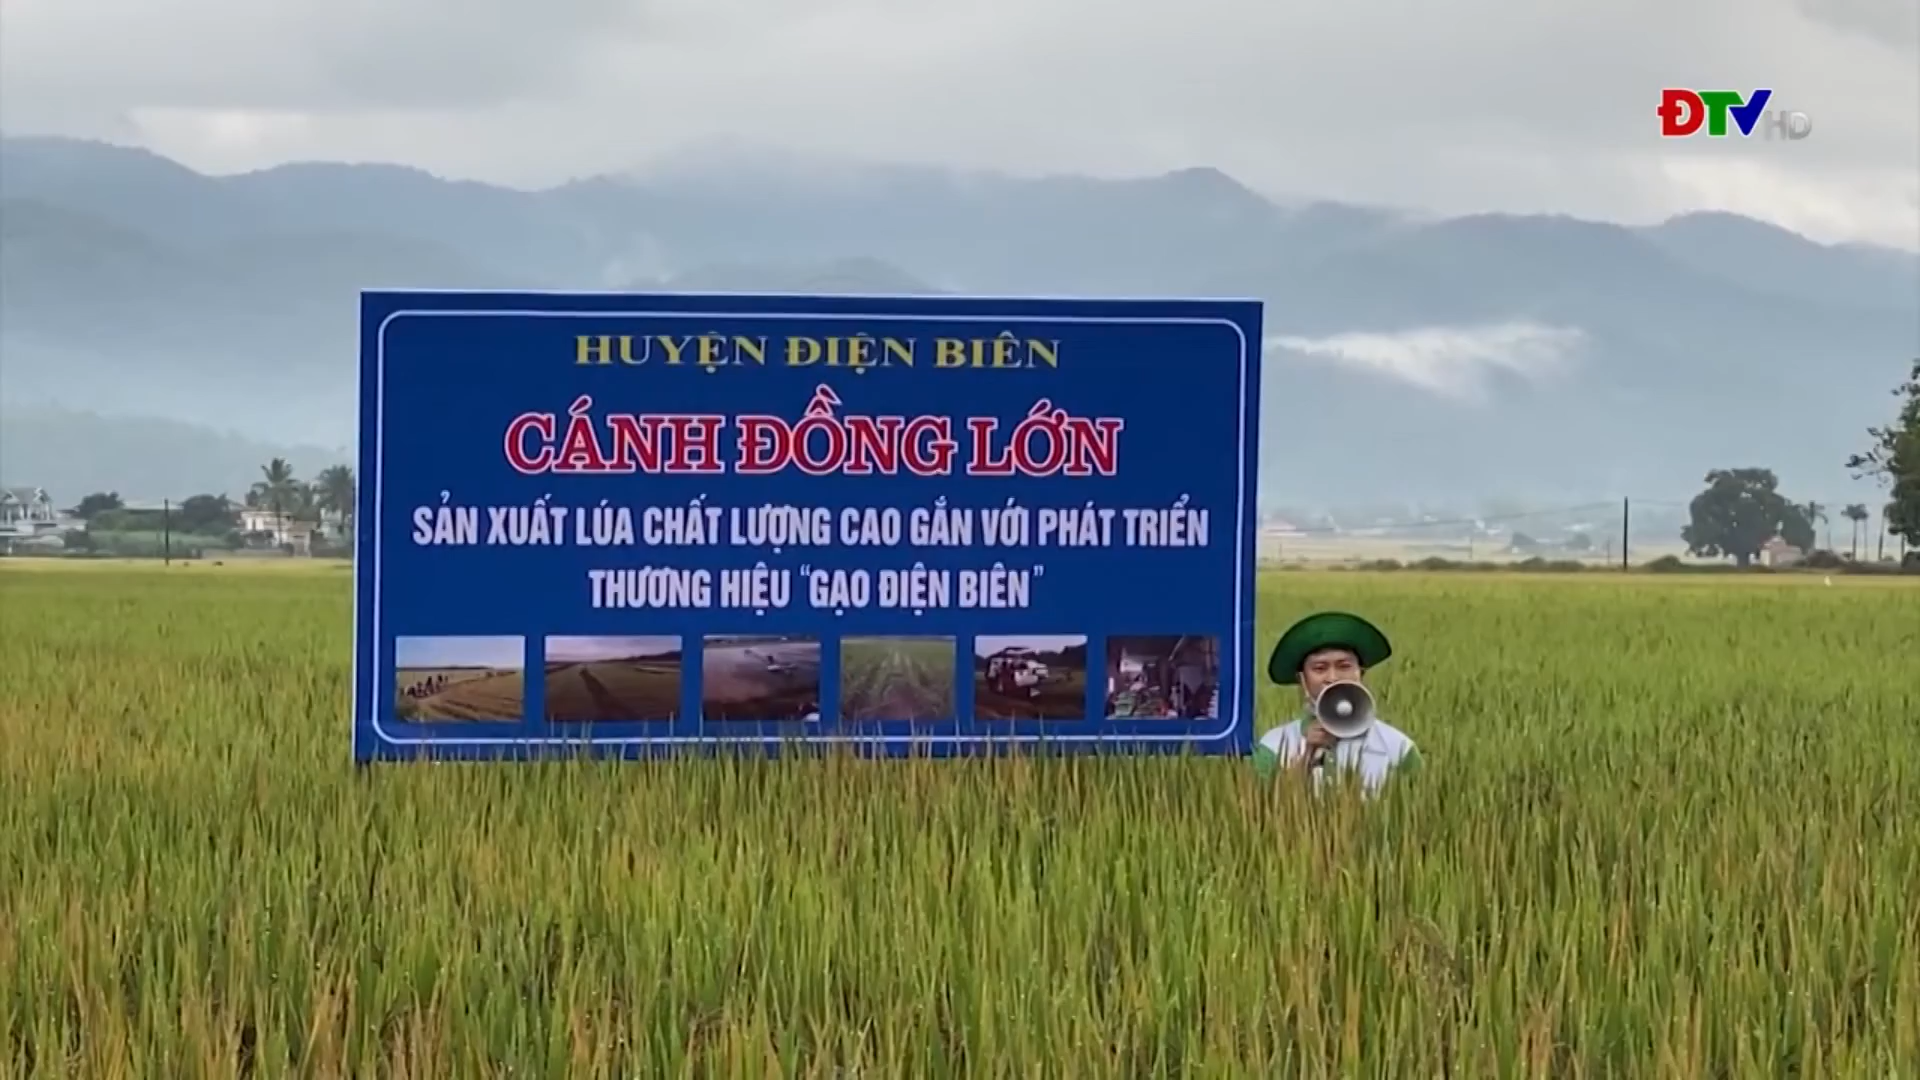 ĐTV HD
HUYỆN ĐIỆN BIÊN
CÁNH ĐỒNG LỚN
SẢN XUẤT LÚA CHẤT LƯỢNG CAO GẮN VỚI PHÁT TRIỂN
THƯƠNG HIỆU “GẠO ĐIỆN BIÊN”